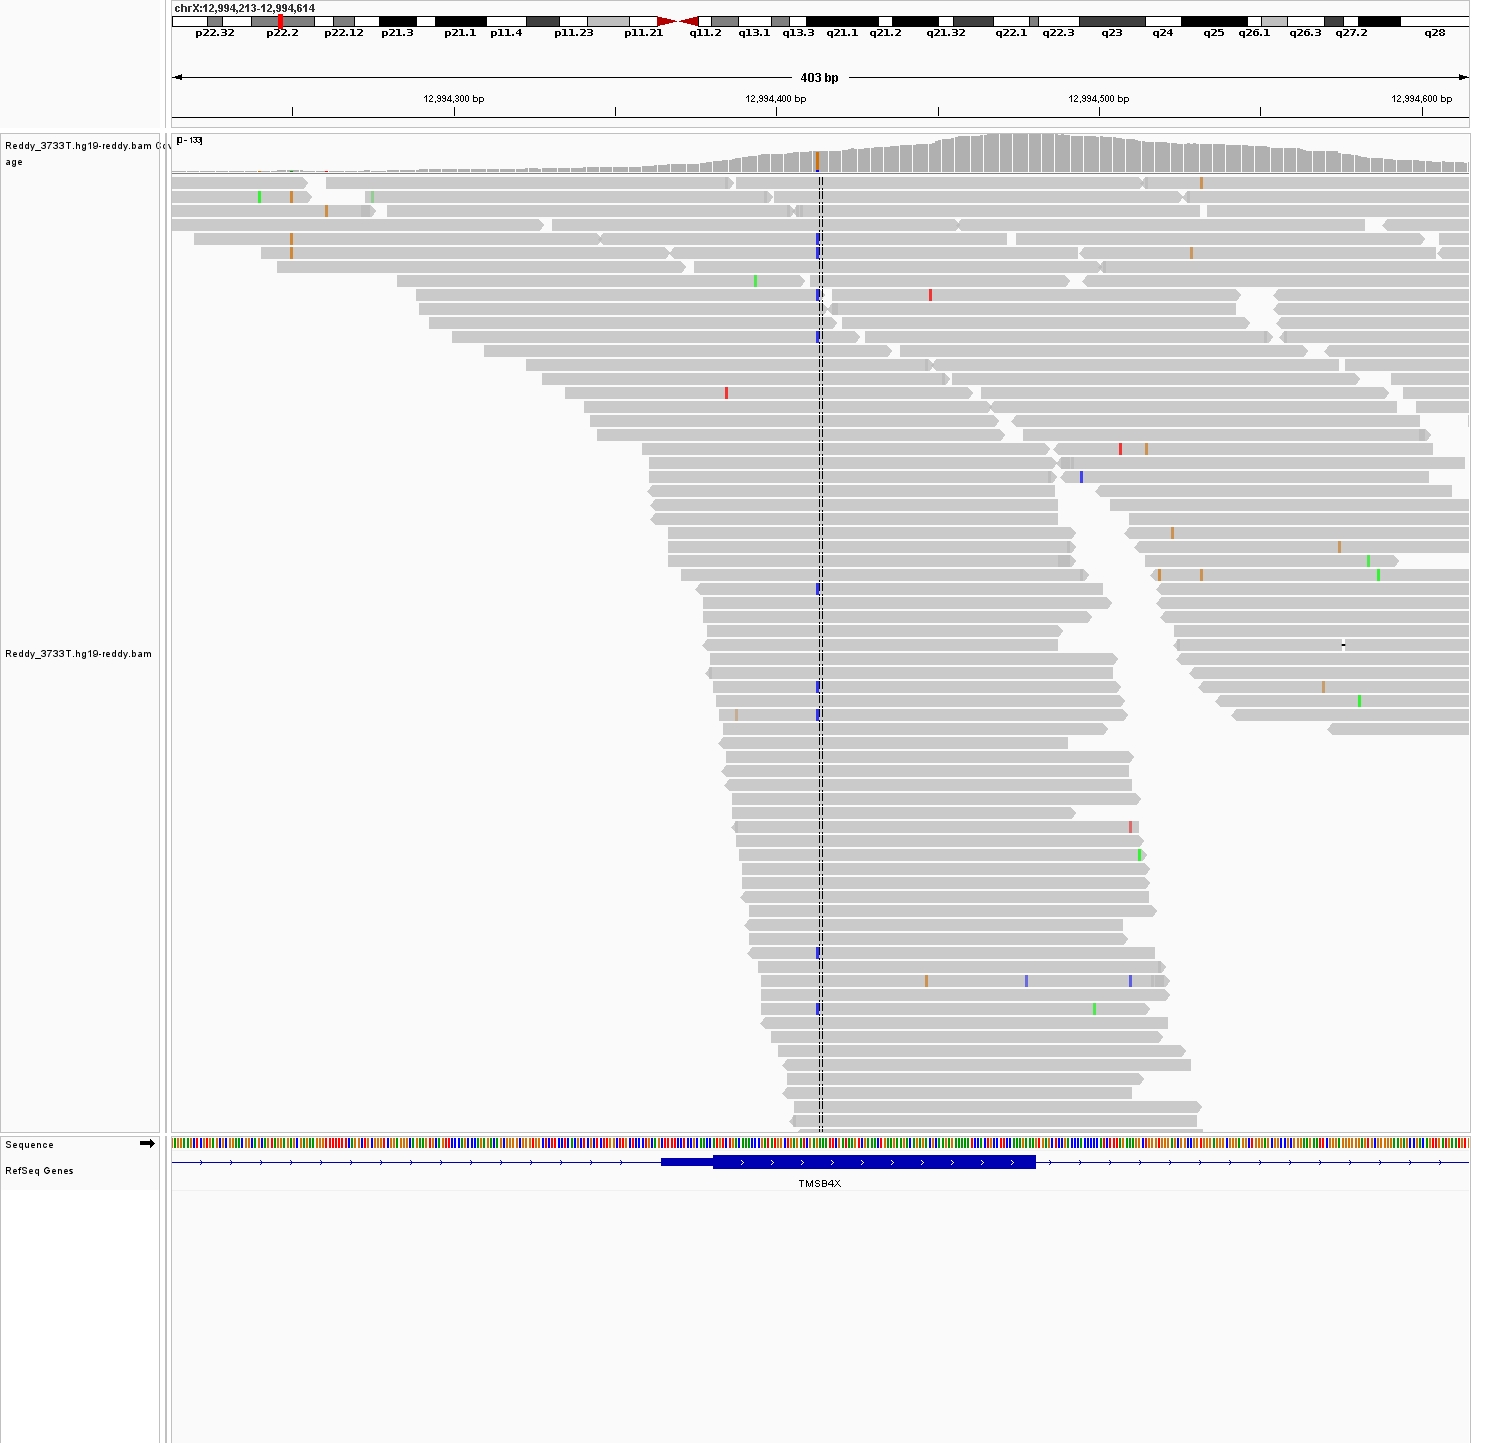 chrX:12,994,213-12,994,614
p22.32 p22.2 p22.12 p21.3 p21.1 p11.4 p11.23 p11.21 q11.2 q13.1 q13.3 q21.1 q21.2 q21.32 q22.1 q22.3 q23 q24 q25 q26.1 q26.3 q27.2 q28
403 bp
12,994,300 bp 12,994,400 bp 12,994,500 bp 12,994,600 bp
Reddy_3733T.hg19-reddy.bam Cov
age
[0 - 133]
Reddy_3733T.hg19-reddy.bam
Sequence
RefSeq Genes
TMSB4X